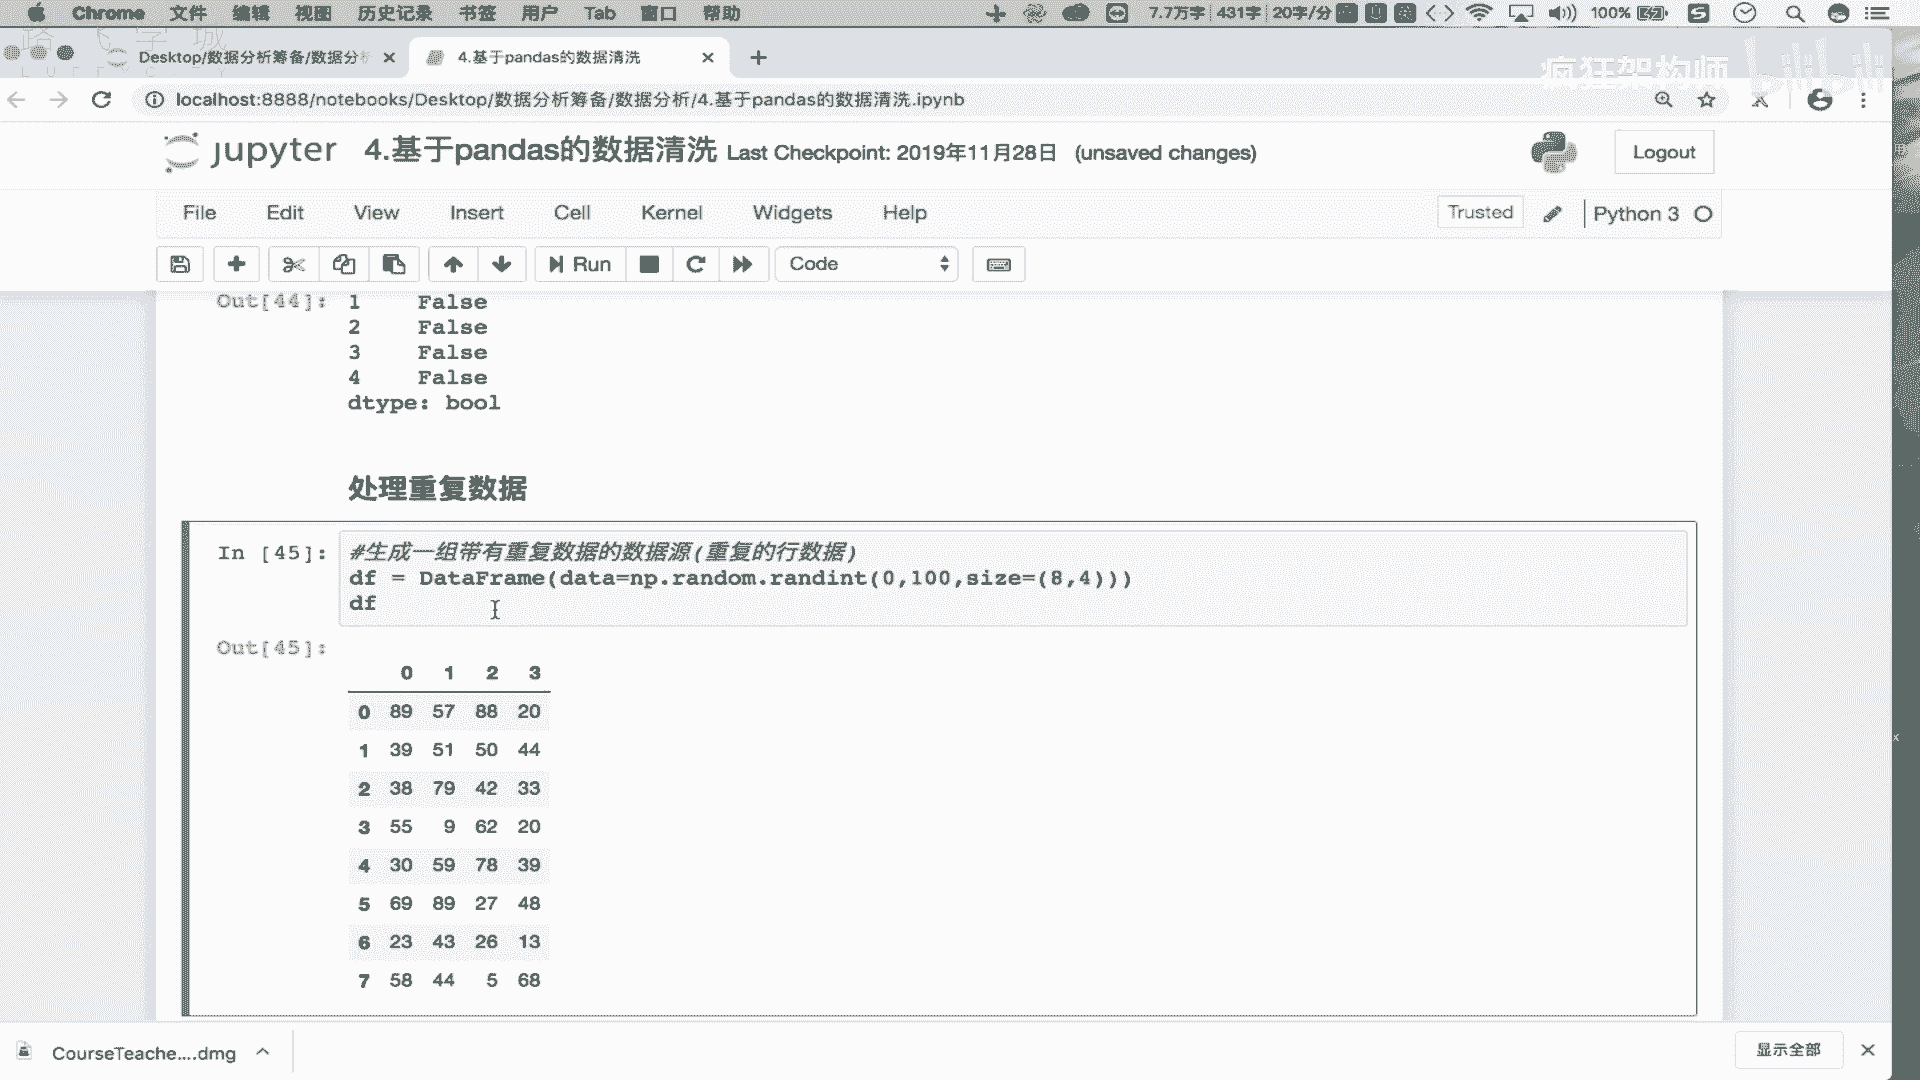 Chrome 文件 编辑 视图 历史记录 书签 用户 Tab 窗口 帮助 7.7万字 431字 20字/分 100%
Desktop/数据分析筹备/数据分析
4.基于pandas的数据清洗
疯狂架构师 bilibili
localhost:8888/notebooks/Desktop/数据分析筹备/数据分析/4.基于pandas的数据清洗.ipynb
jupyter 4.基于pandas的数据清洗 Last Checkpoint: 2019年11月28日 (unsaved changes)
Logout
File Edit View Insert Cell Kernel Widgets Help
Trusted Python 3
Run Code
Out[44]: 1 False
2 False
3 False
4 False
dtype: bool
处理重复数据
In [45]: #生成一组带有重复数据的数据源(重复的行数据)
df = DataFrame(data=np.random.randint(0,100,size=(8,4)))
df
Out[45]:
0 1 2 3
0 89 57 88 20
1 39 51 50 44
2 38 79 42 33
3 55 9 62 20
4 30 59 78 39
5 69 89 27 48
6 23 43 26 13
7 58 44 5 68
CourseTeache....dmg
显示全部